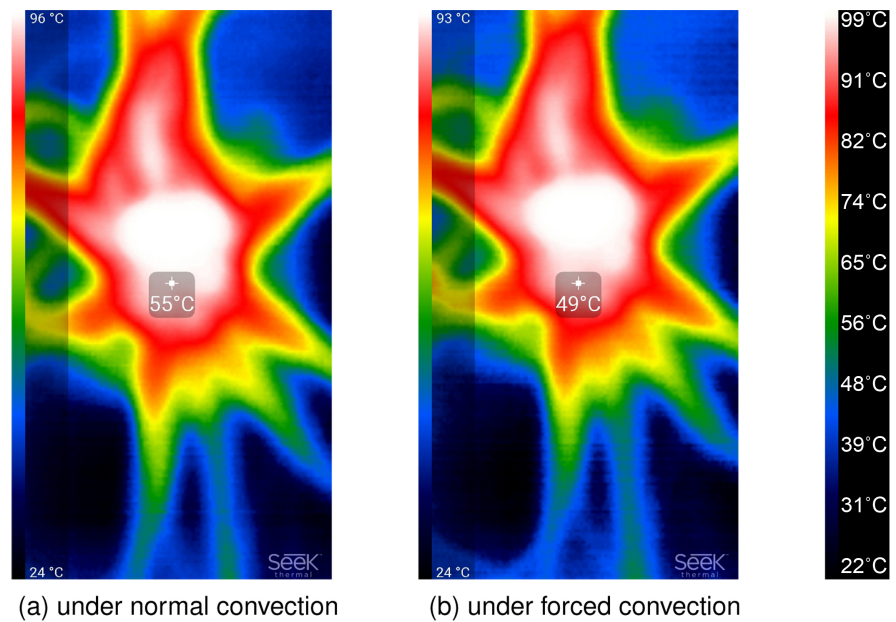 96 °C
55°C
24 °C
Seek
thermal
93 °C
49°C
24 °C
Seek
thermal
99°C
91°C
82°C
74°C
65°C
56°C
48°C
39°C
31°C
22°C
(a) under normal convection
(b) under forced convection